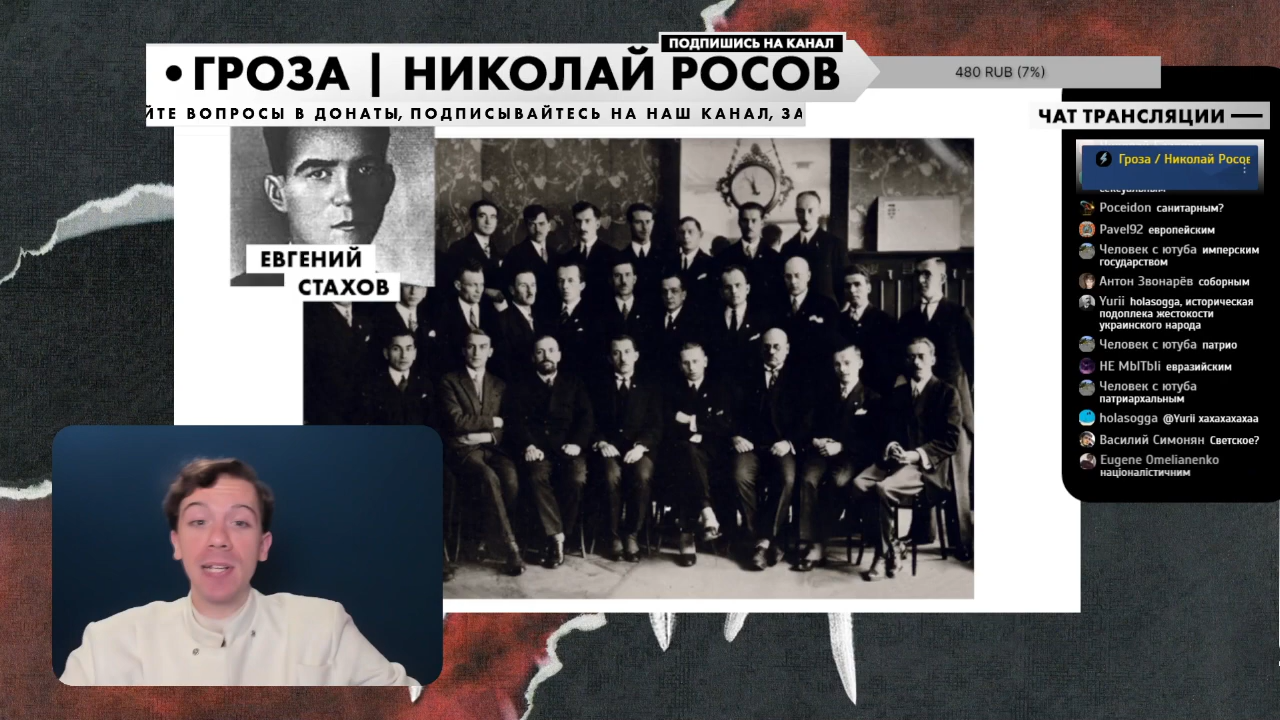 ПОДПИШИСЬ НА КАНАЛ
• ГРОЗА | НИКОЛАЙ РОСОВ
480 RUB (7%)
ЙТЕ ВОПРОСЫ В ДОНАТЫ, ПОДПИСЫВАЙТЕСЬ НА НАШ КАНАЛ, ЗА
ЧАТ ТРАНСЛЯЦИИ
Гроза / Николай Росов
Poceidon санитарным?
Pavel92 европейским
Человек с ютуба имперским
государством
Антон Звонарёв соборным
Yurii holasogga, историческая
подоплека жестокости
украинского народа
Человек с ютуба патрио
HE MbITbIi евразийским
Человек с ютуба
патриархальным
holasogga @Yurii хахахахахаа
Василий Симонян Светское?
Eugene Omelianenko
націоналістичним
ЕВГЕНИЙ
СТАХОВ